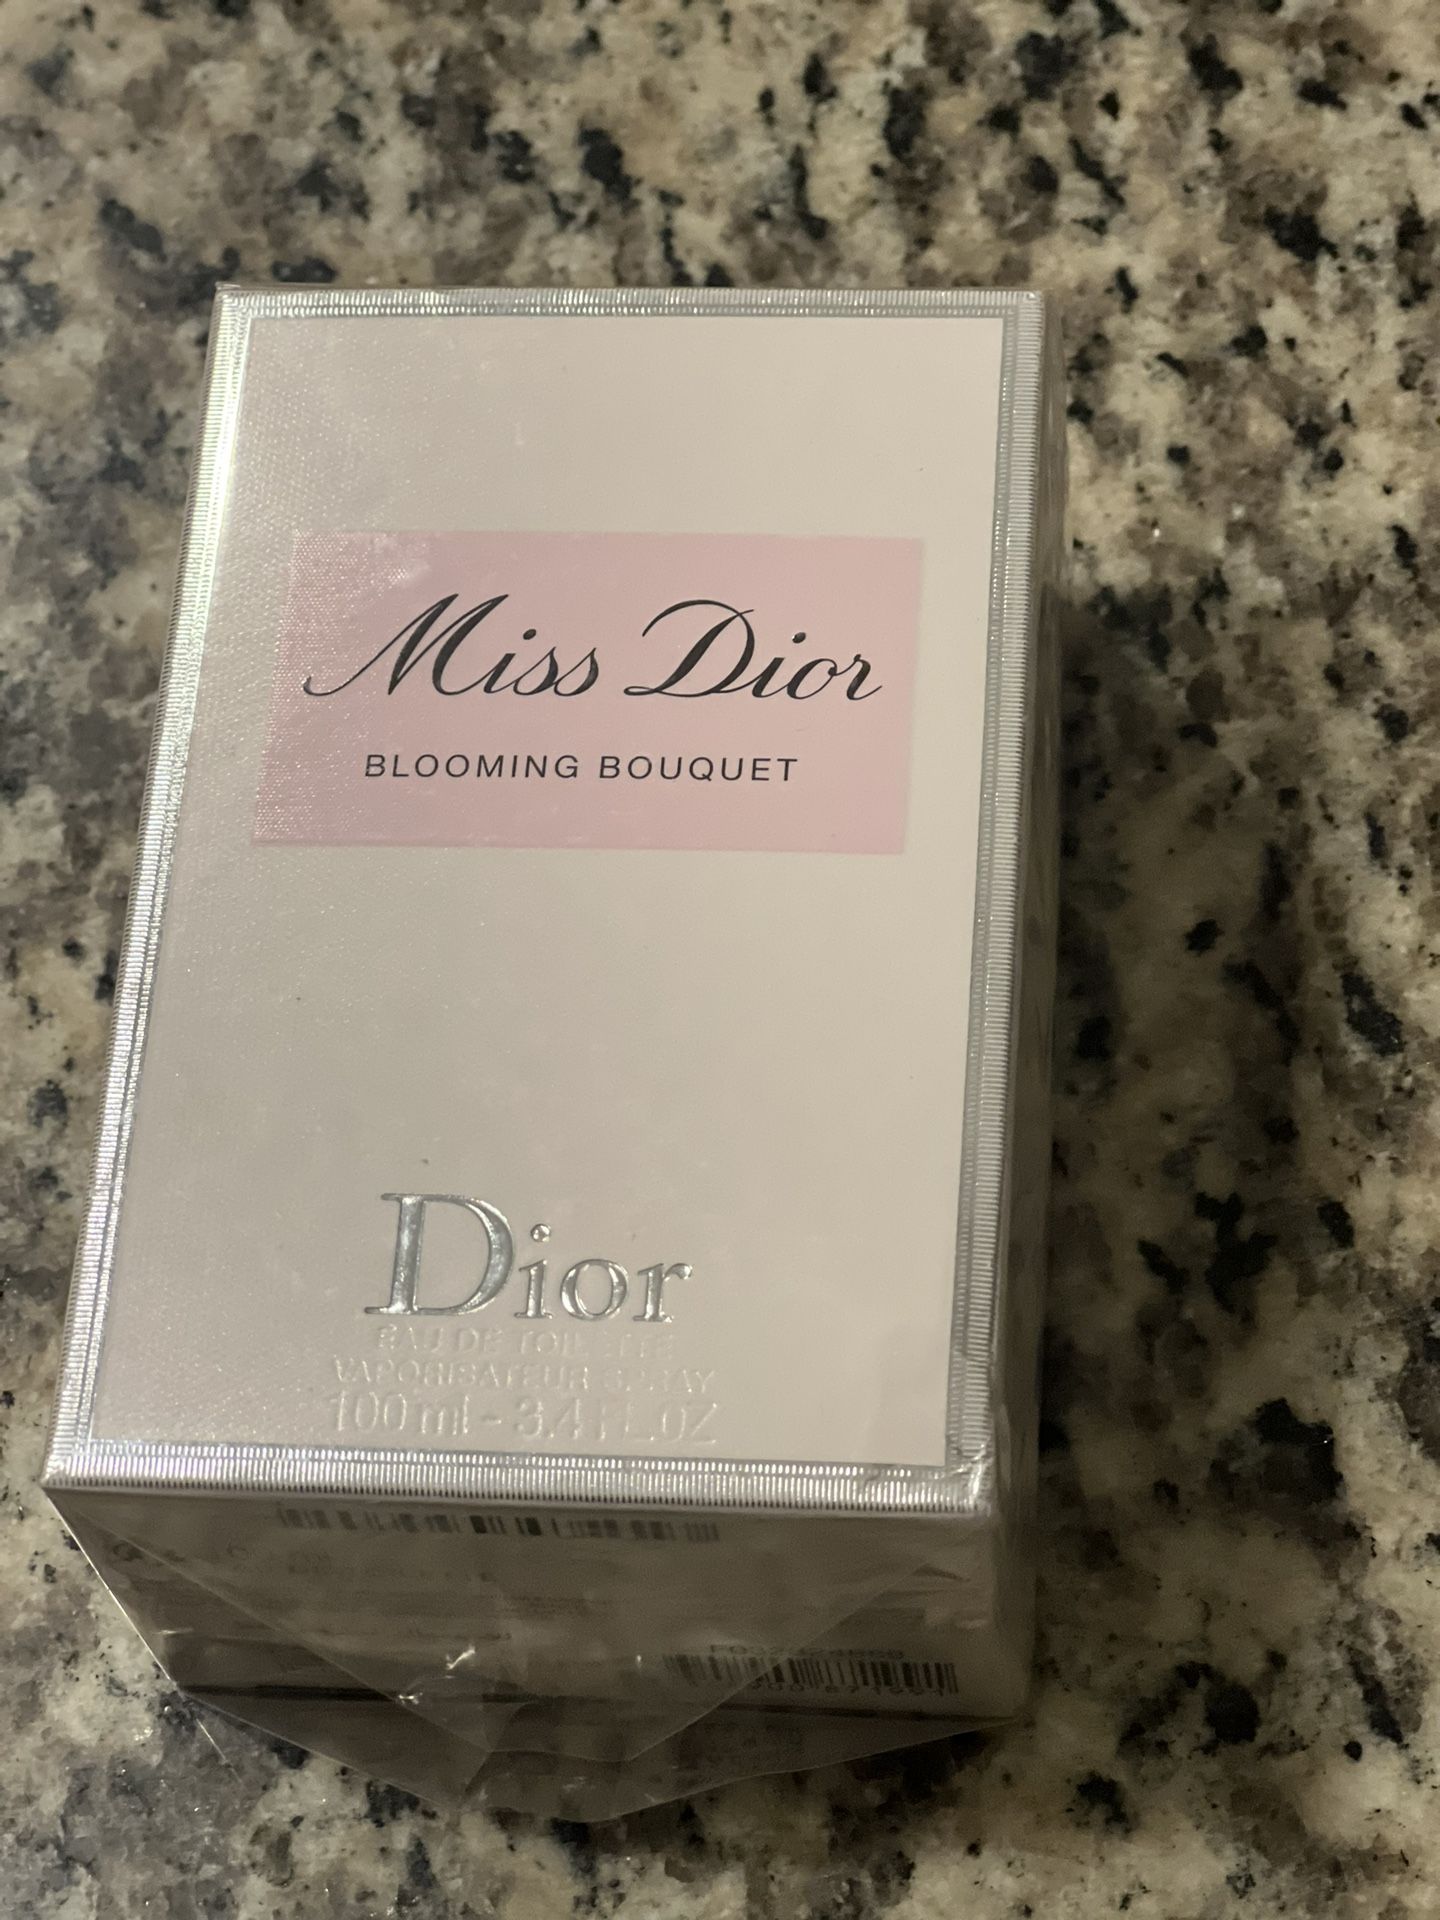 Miss Dior
BLOOMING BOUQUET
Dior
EAU DE TOILETTE
VAPORISATEUR SPRAY
100 ml - 3.4 FL.OZ